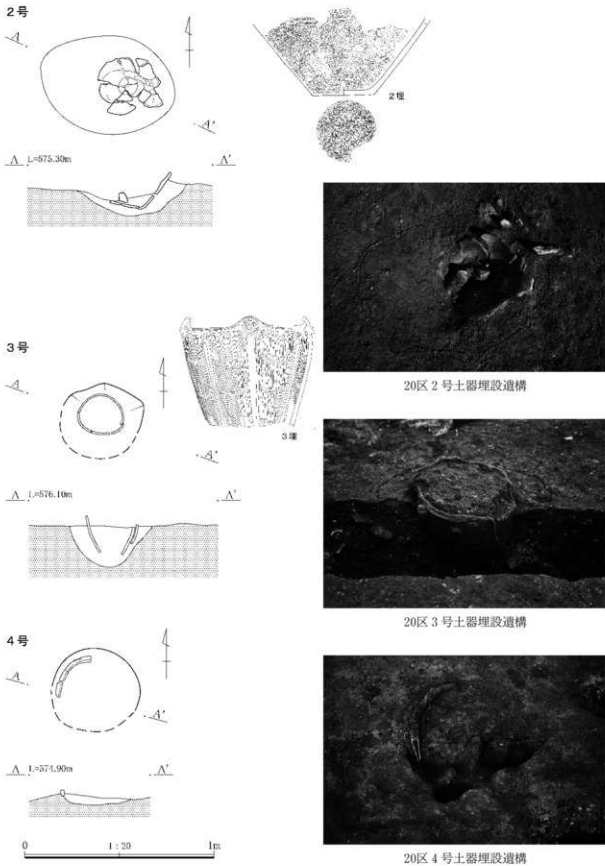 2号
A
A'
A L=575.30m A'
2埋
20区2号土器埋設遺構
3号
A
A'
3埋
A L=576.10m A'
20区3号土器埋設遺構
4号
A
A'
A L=574.90m A'
0 1:20 1m
20区4号土器埋設遺構